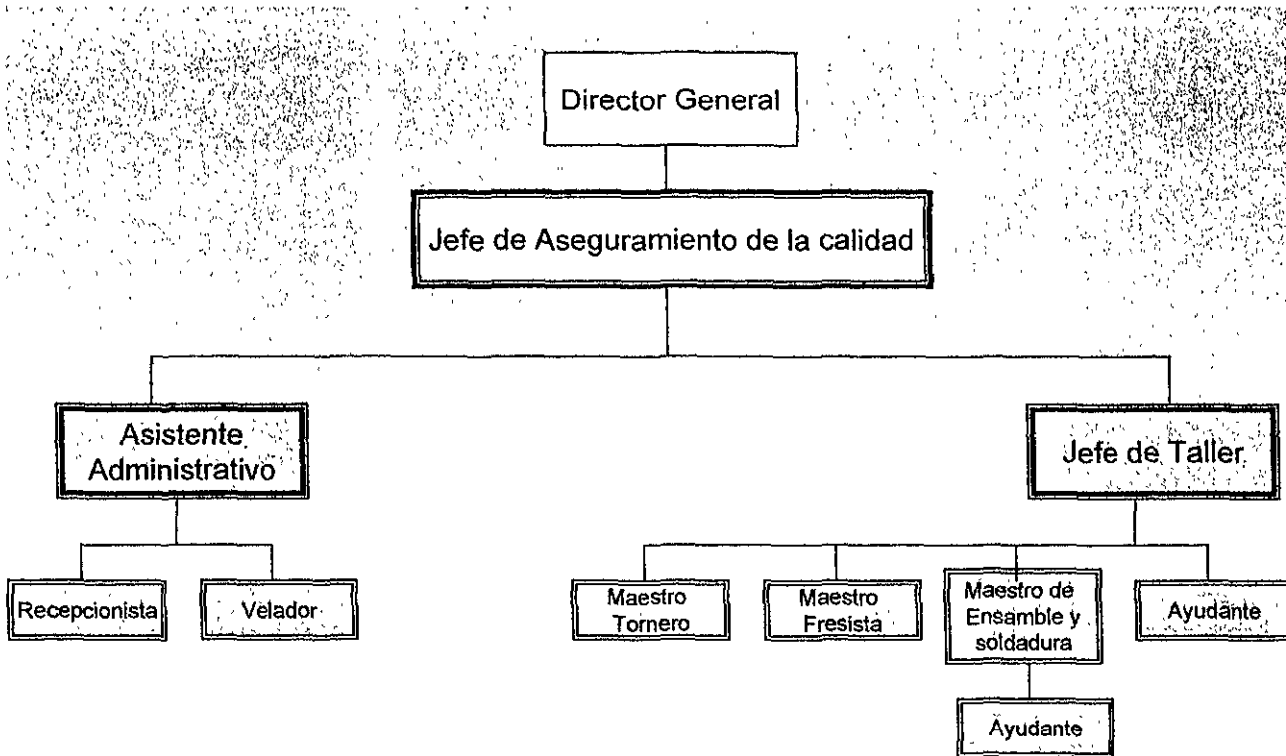 Director General
Jefe de Aseguramiento de la calidad
Asistente
Administrativo
Jefe de Taller
Recepcionista
Velador
Maestro
Tornero
Maestro
Fresista
Maestro de
Ensamble y
soldadura
Ayudante
Ayudante